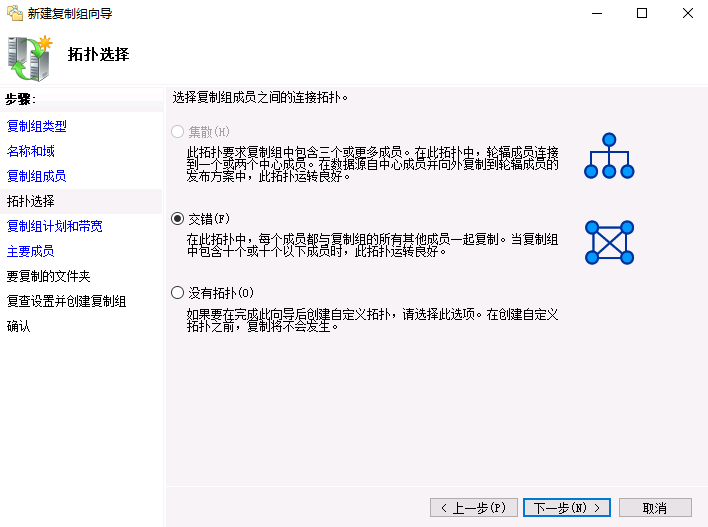 新建复制组向导
拓扑选择
步骤:
复制组类型
名称和域
复制组成员
拓扑选择
复制组计划和带宽
主要成员
要复制的文件夹
复查设置并创建复制组
确认
选择复制组成员之间的连接拓扑。
集散(H)
此拓扑要求复制组中包含三个或更多成员。在此拓扑中，轮辐成员连接
到一个或两个中心成员。在数据源自中心成员并向外复制到轮辐成员的
发布方案中，此拓扑运转良好。
交错(F)
在此拓扑中，每个成员都与复制组的所有其他成员一起复制。当复制组
中包含十个或十个以下成员时，此拓扑运转良好。
没有拓扑(O)
如果要在完成此向导后创建自定义拓扑，请选择此选项。在创建自定义
拓扑之前，复制将不会发生。
< 上一步(P)
下一步(N) >
取消